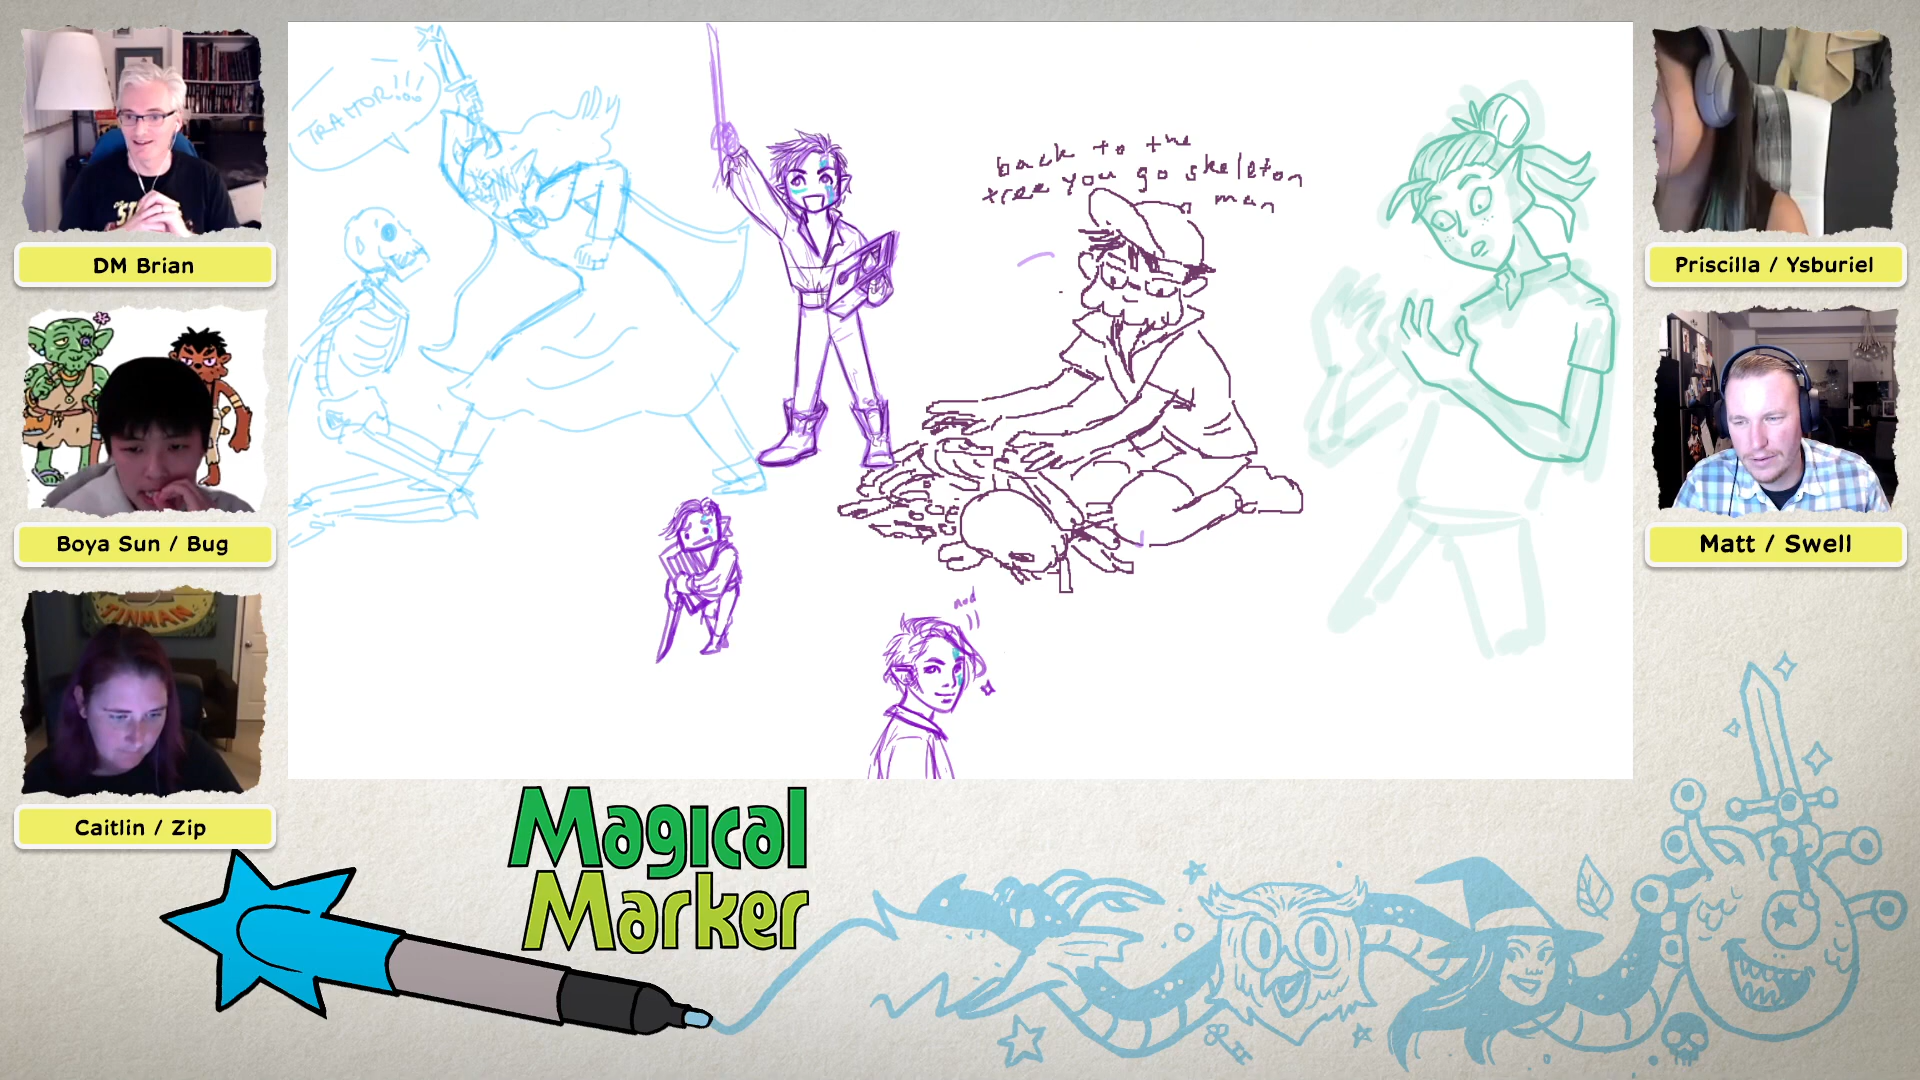 TRAITOR!!!
back to the
tree you go skeleton
man
nod
DM Brian
Boya Sun / Bug
TINMAN
Caitlin / Zip
Priscilla / Ysburiel
Matt / Swell
Magical
Marker